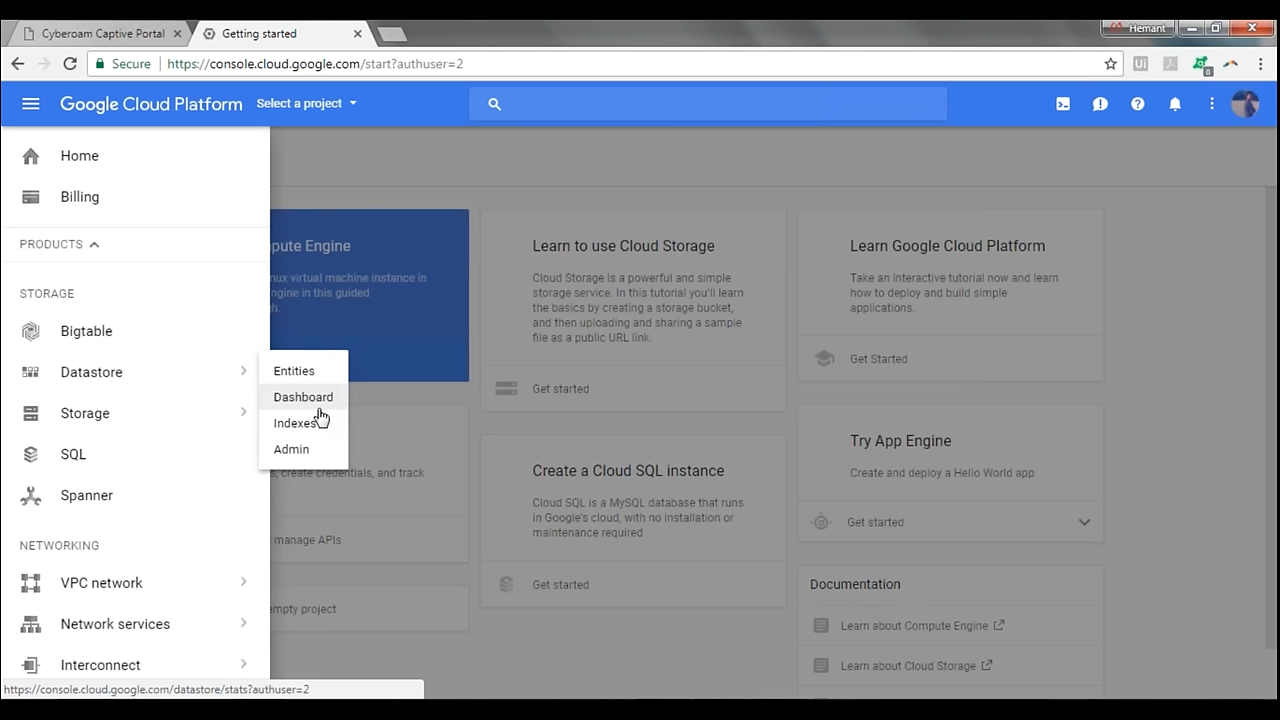 Cyberoam Captive Portal
Getting started
Hemant
Secure
https://console.cloud.google.com/start?authuser=2
Google Cloud Platform
Select a project
Home
Billing
PRODUCTS
STORAGE
Bigtable
Datastore
Storage
SQL
Spanner
NETWORKING
VPC network
Network services
Interconnect
https://console.cloud.google.com/datastore/stats?authuser=2
Entities
Dashboard
Indexes
Admin
pute Engine
nux virtual machine instance in
ngine in this guided
h.
s, create credentials, and track
manage APIs
empty project
Learn to use Cloud Storage
Cloud Storage is a powerful and simple
storage service. In this tutorial you'll learn
the basics by creating a storage bucket,
and then uploading and sharing a sample
file as a public URL link.
Get started
Create a Cloud SQL instance
Cloud SQL is a MySQL database that runs
in Google's cloud, with no installation or
maintenance required
Get started
Learn Google Cloud Platform
Take an interactive tutorial now and learn
how to deploy and build simple
applications.
Get Started
Try App Engine
Create and deploy a Hello World app
Get started
Documentation
Learn about Compute Engine
Learn about Cloud Storage